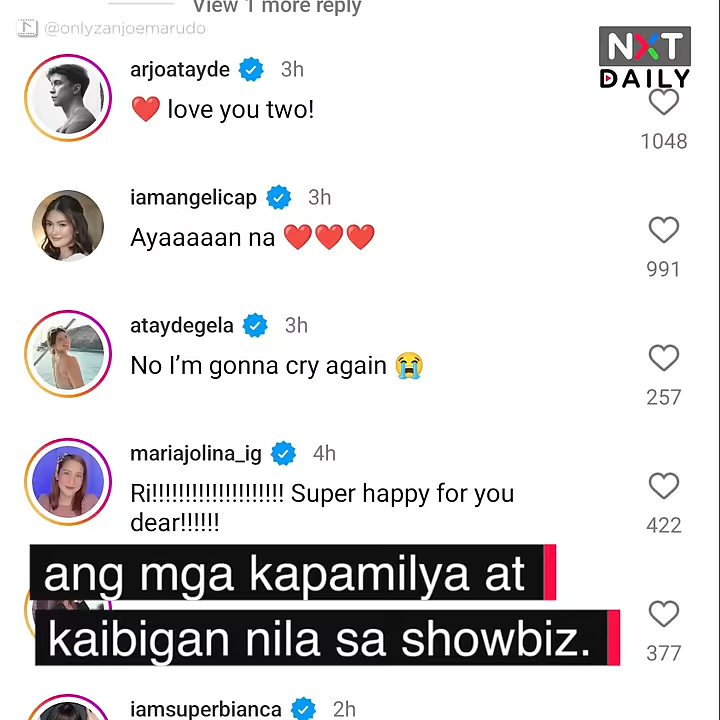 View 1 more reply
@onlyzanjoemarudo
NXT
DAILY
arjoatayde 3h
❤️ love you two!
1048
iamangelicap 3h
Ayaaaaan na ❤️❤️❤️
991
ataydegela 3h
No I'm gonna cry again 😭
257
mariajolina_ig 4h
Ri!!!!!!!!!!!!!!!!!!!! Super happy for you
dear!!!!!!
422
ang mga kapamilya at
kaibigan nila sa showbiz.
377
iamsuperbianca 2h